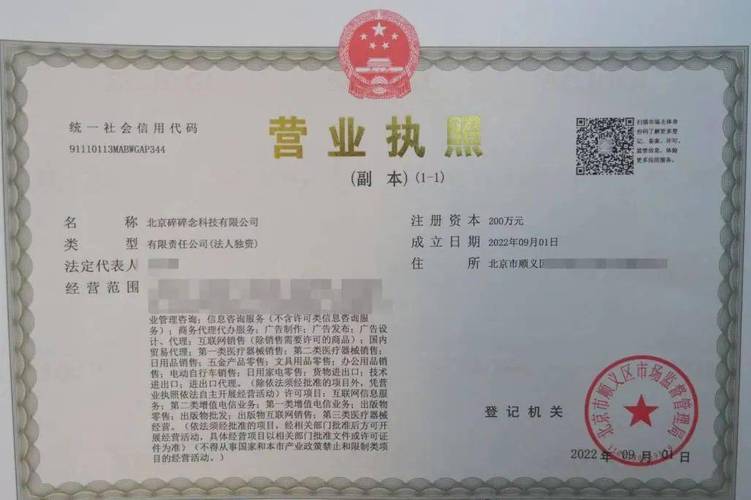 统一社会信用代码
91110113MABWGAP344
营业执照
(副 本)(1-1)
扫描市场主体身
份码了解更多登
记、备案、许可、
监管信息，体验
更多应用服务。
名 称 北京碎碎念科技有限公司
类 型 有限责任公司(法人独资)
法定代表人
经营范围
注册资本 200万元
成立日期 2022年09月01日
住 所 北京市顺义区
业管理咨询；信息咨询服务（不含许可类信息咨询服
务）；商务代理代办服务；广告制作；广告发布；广告设
计、代理；互联网销售（除销售需要许可的商品）；国内
贸易代理；第一类医疗器械销售；第二类医疗器械销售；
日用品销售；五金产品零售；文具用品零售；办公用品销
售；电动自行车销售；日用家电零售；货物进出口；技术
进出口；进出口代理。（除依法须经批准的项目外，凭营
业执照依法自主开展经营活动）许可项目：互联网信息服
务；第二类增值电信业务；第一类增值电信业务；出版物
零售；出版物批发；出版物互联网销售；第三类医疗器械
经营。（依法须经批准的项目，经相关部门批准后方可开
展经营活动，具体经营项目以相关部门批准文件或许可证
件为准）（不得从事国家和本市产业政策禁止和限制类项
目的经营活动。）
登记机关
北京市顺义区市场监督管理局
2022年 09月 01日